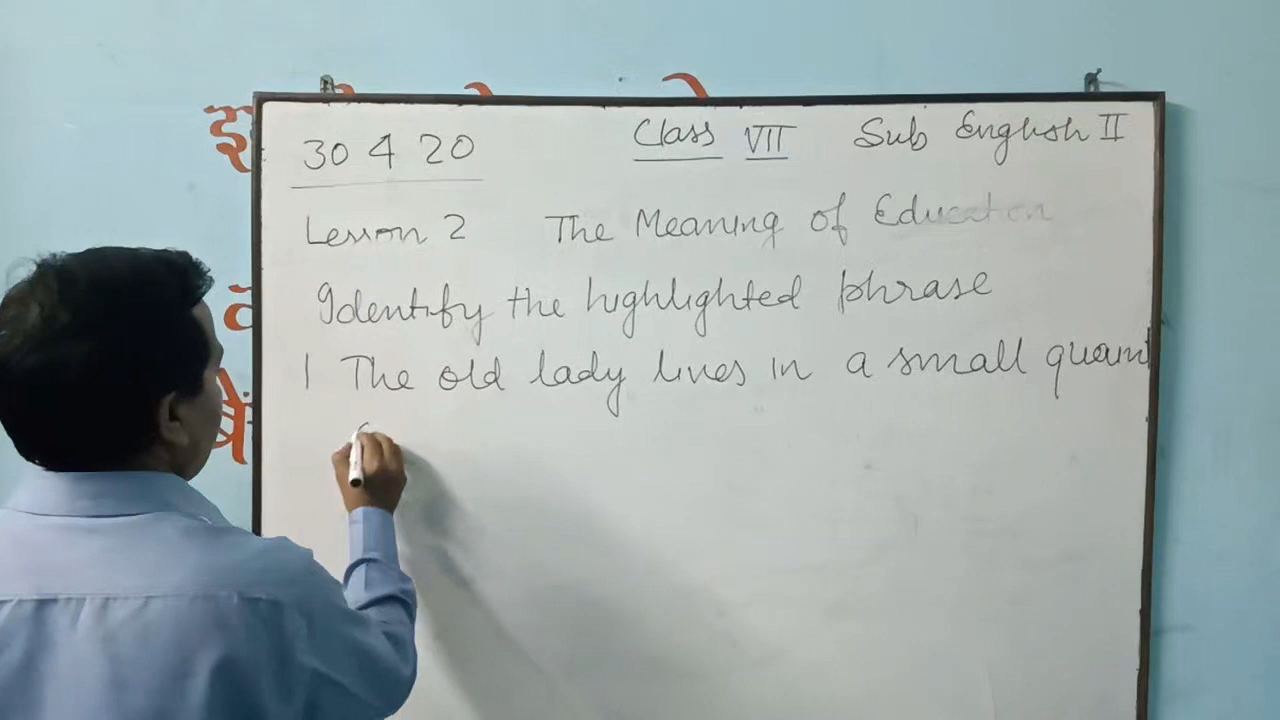 30 4 20 Class VII Sub English II
Lesson 2 The Meaning of Education
Identify the highlighted phrase
1 The old lady lives in a small quaint